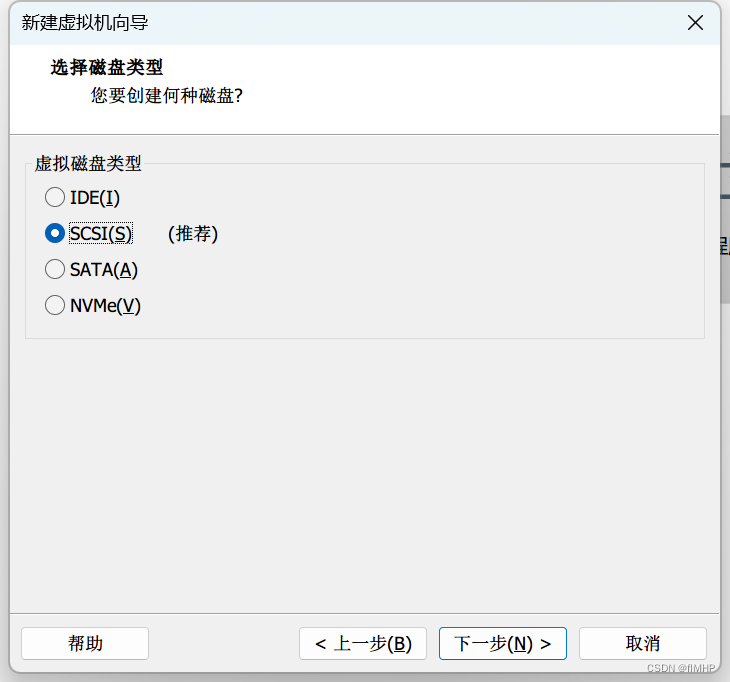 新建虚拟机向导
选择磁盘类型
您要创建何种磁盘?
虚拟磁盘类型
IDE(I)
SCSI(S) (推荐)
SATA(A)
NVMe(V)
帮助 < 上一步(B) 下一步(N) > 取消
CSDN @flMHP